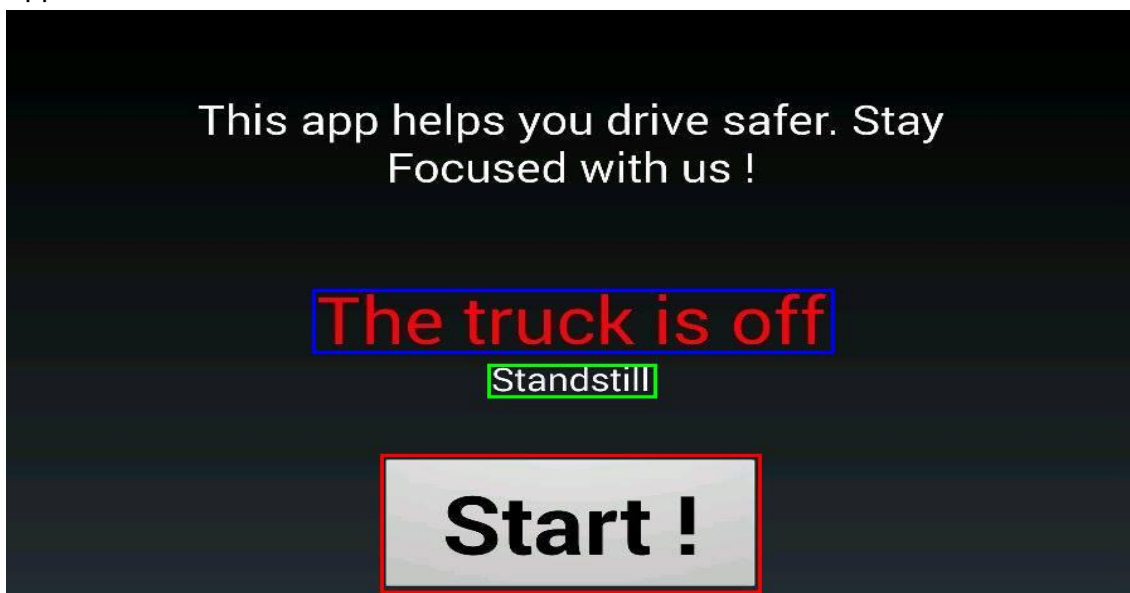 This app helps you drive safer. Stay
Focused with us !
The truck is off
Standstill
Start !